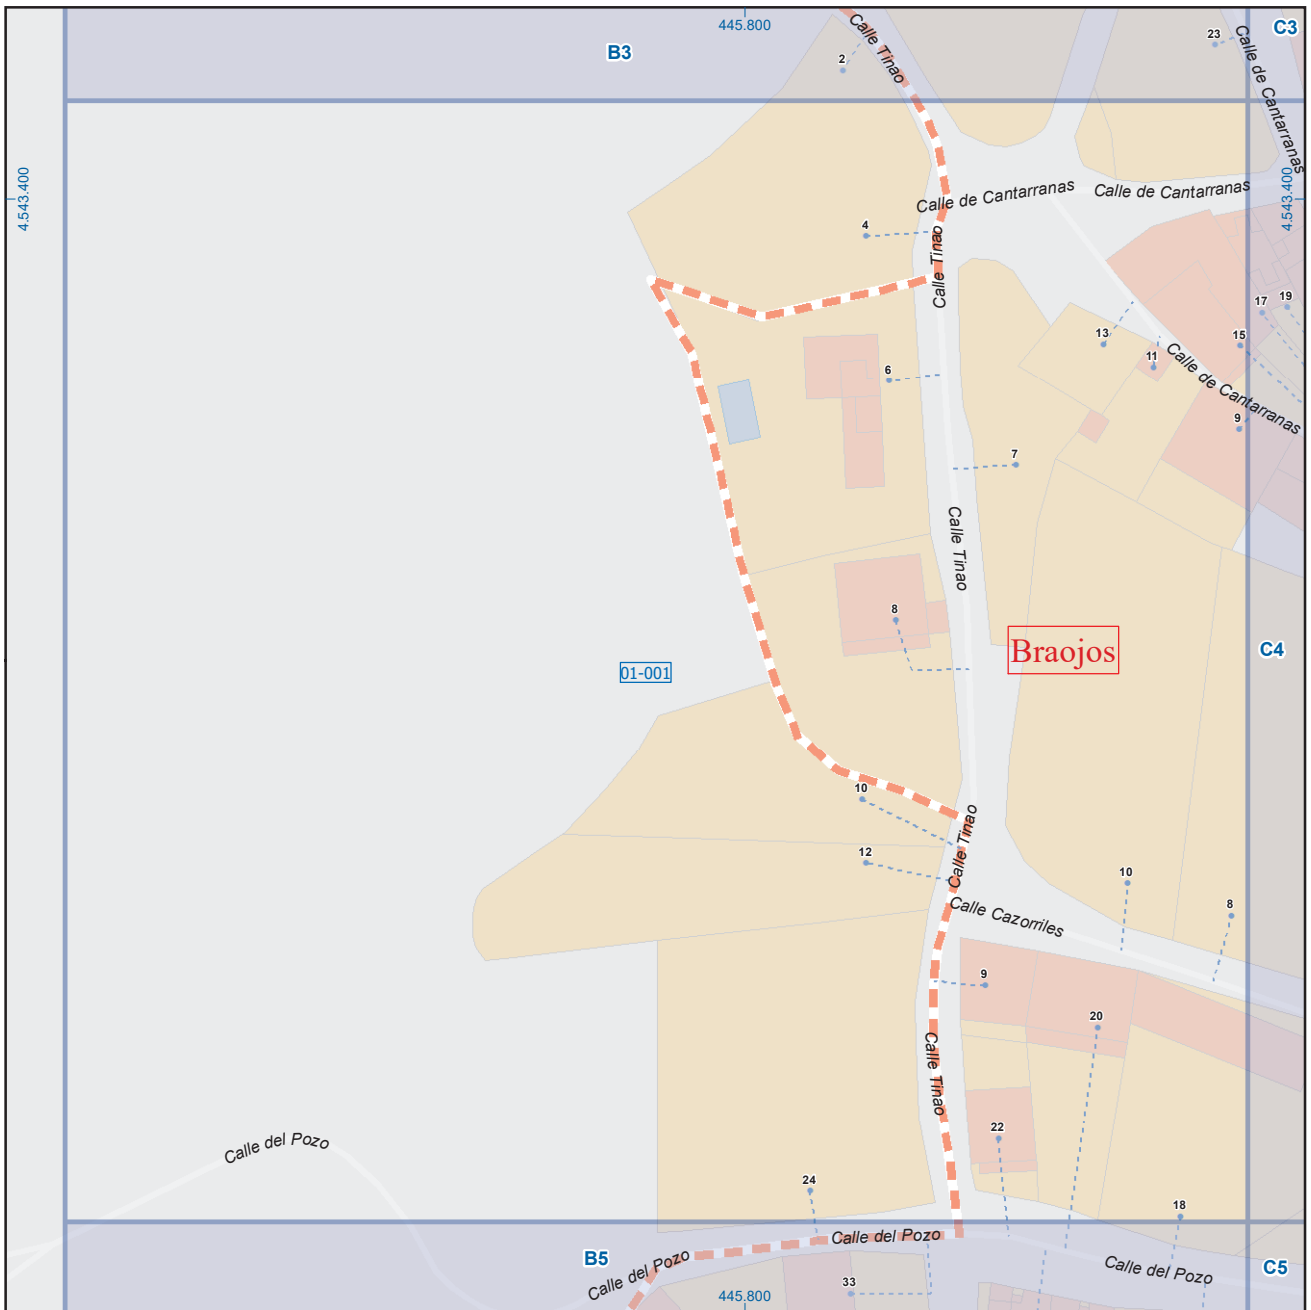 445.800
B3
C3
2
23
Calle Tinao
Calle de Cantarranas
4.543.400
4.543.400
Calle de Cantarranas
Calle de Cantarranas
4
Calle Tinao
17
19
13
15
11
6
Calle de Cantarranas
9
7
Calle Tinao
8
Braojos
C4
01-001
10
Calle Tinao
12
10
Calle Cazorriles
8
9
20
Calle Tinao
22
Calle del Pozo
24
18
Calle del Pozo
B5
Calle del Pozo
Calle del Pozo
C5
33
445.800